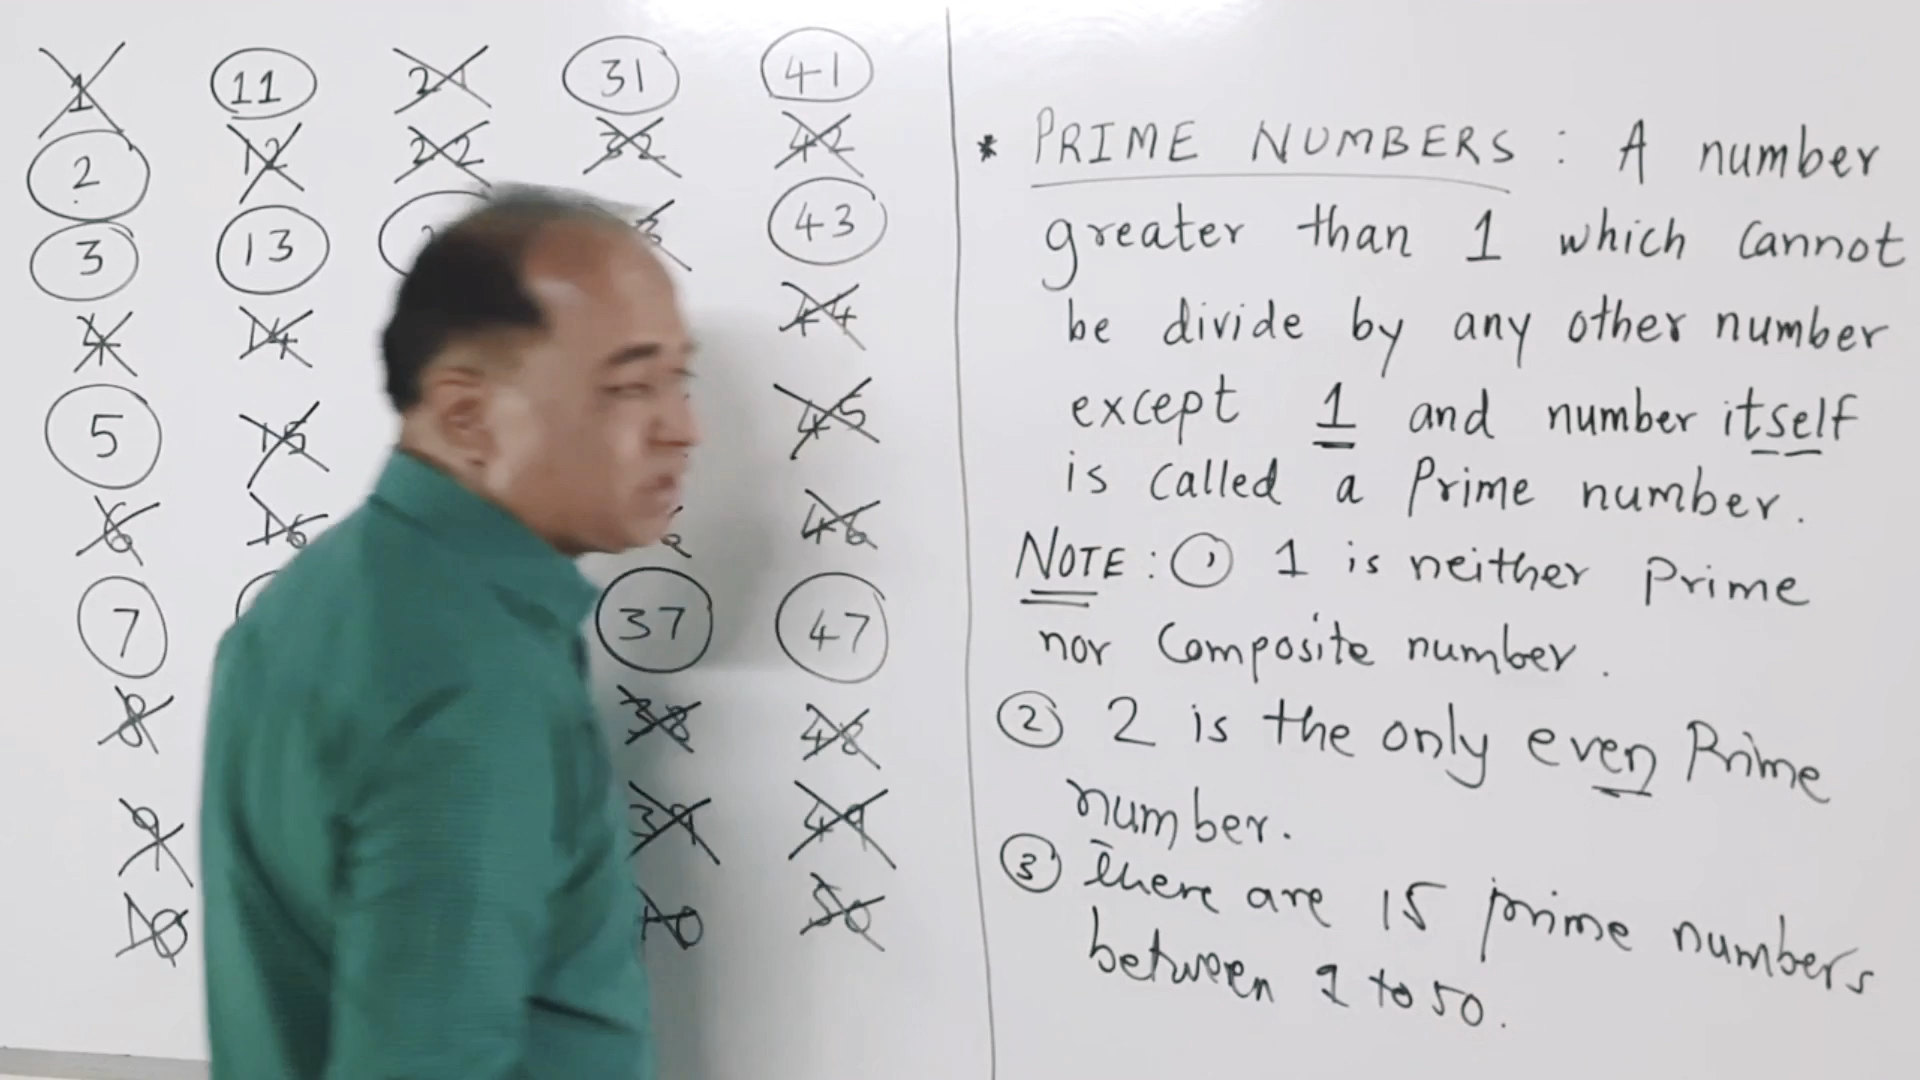 1 11 21 31 41
2 12 22 32 42
3 13 43
4 14 44
5 15 45
6 16 46
7 37 47
8 38 48
9 39 49
10 50
* PRIME NUMBERS : A number
greater than 1 which cannot
be divide by any other number
except 1 and number itself
is called a Prime number.
NOTE : ① 1 is neither Prime
nor Composite number.
② 2 is the only even Prime
number.
③ There are 15 prime numbers
between 1 to 50.